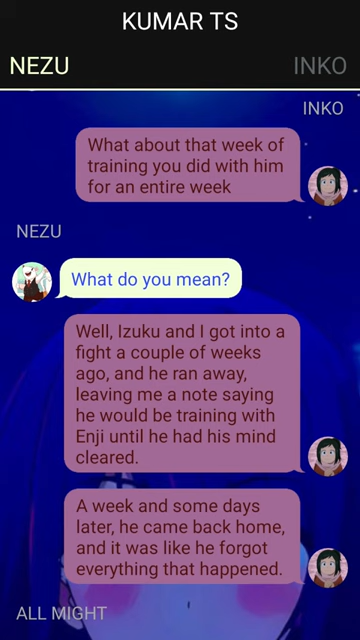 KUMAR TS
NEZU
INKO
INKO
What about that week of
training you did with him
for an entire week
NEZU
What do you mean?
Well, Izuku and I got into a
fight a couple of weeks
ago, and he ran away,
leaving me a note saying
he would be training with
Enji until he had his mind
cleared.
A week and some days
later, he came back home,
and it was like he forgot
everything that happened.
ALL MIGHT